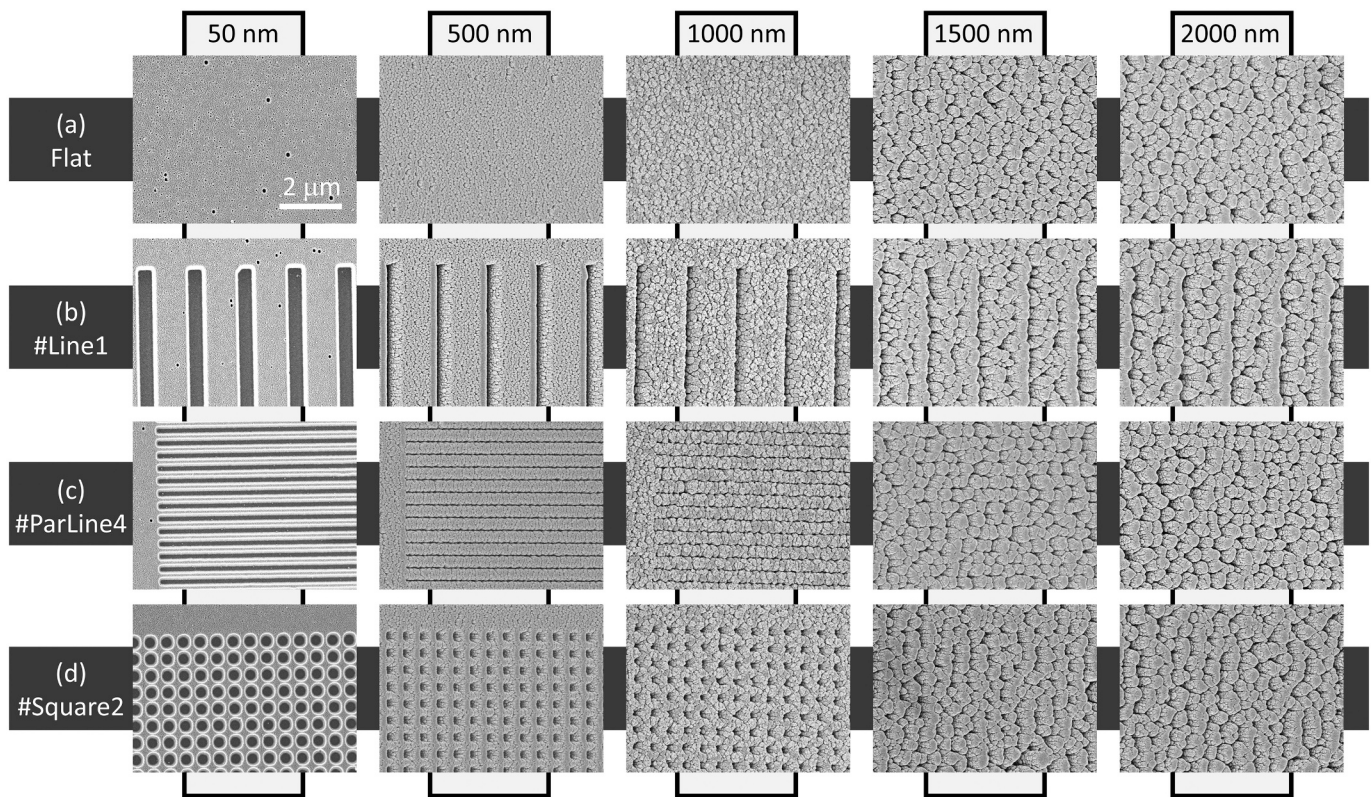 50 nm
500 nm
1000 nm
1500 nm
2000 nm
(a)
Flat
2 μm
(b)
#Line1
(c)
#ParLine4
(d)
#Square2